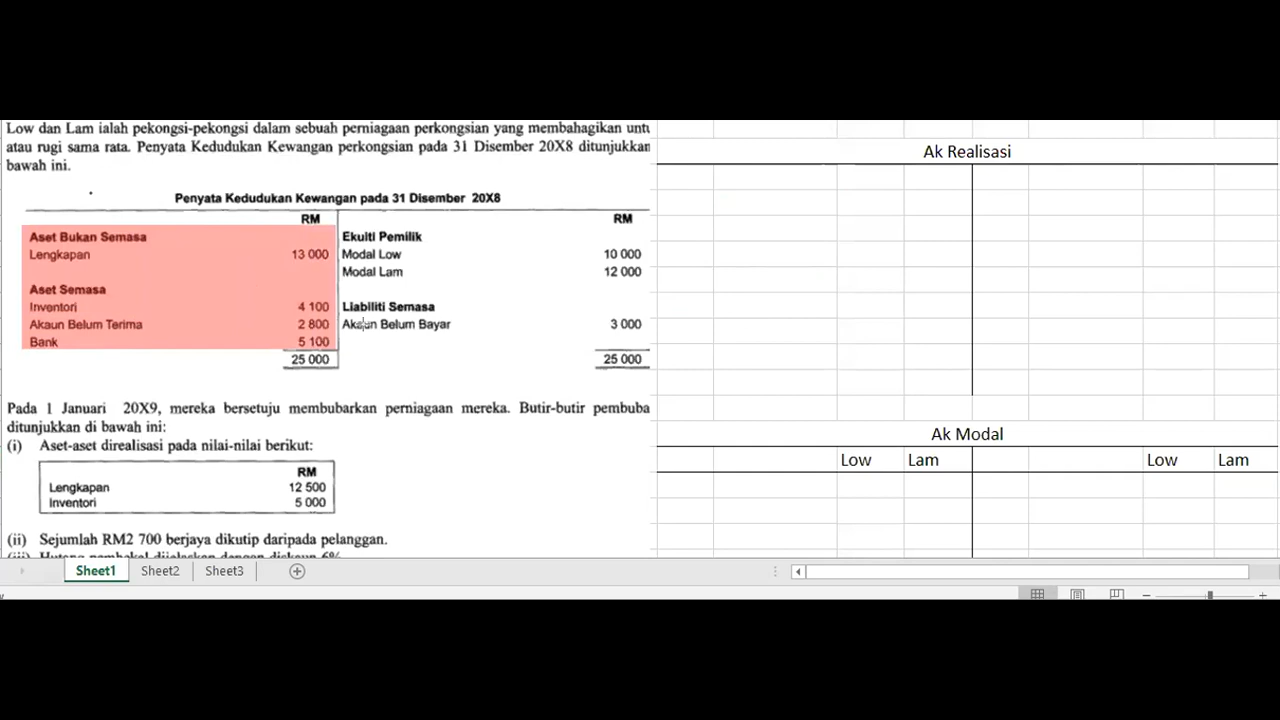 Low dan Lam ialah pekongsi-pekongsi dalam sebuah perniagaan perkongsian yang membahagikan untu
atau rugi sama rata. Penyata Kedudukan Kewangan perkongsian pada 31 Disember 20X8 ditunjukkan
bawah ini.
Penyata Kedudukan Kewangan pada 31 Disember 20X8
RM RM
Aset Bukan Semasa Ekuiti Pemilik
Lengkapan 13 000 Modal Low 10 000
Modal Lam 12 000
Aset Semasa
Inventori 4 100 Liabiliti Semasa
Akaun Belum Terima 2 800 Akaun Belum Bayar 3 000
Bank 5 100
25 000 25 000
Pada 1 Januari 20X9, mereka bersetuju membubarkan perniagaan mereka. Butir-butir pembuba
ditunjukkan di bawah ini:
(i) Aset-aset direalisasi pada nilai-nilai berikut:
RM
Lengkapan 12 500
Inventori 5 000
(ii) Sejumlah RM2 700 berjaya dikutip daripada pelanggan.
Ak Realisasi
Ak Modal
Low Lam Low Lam
Sheet1 Sheet2 Sheet3